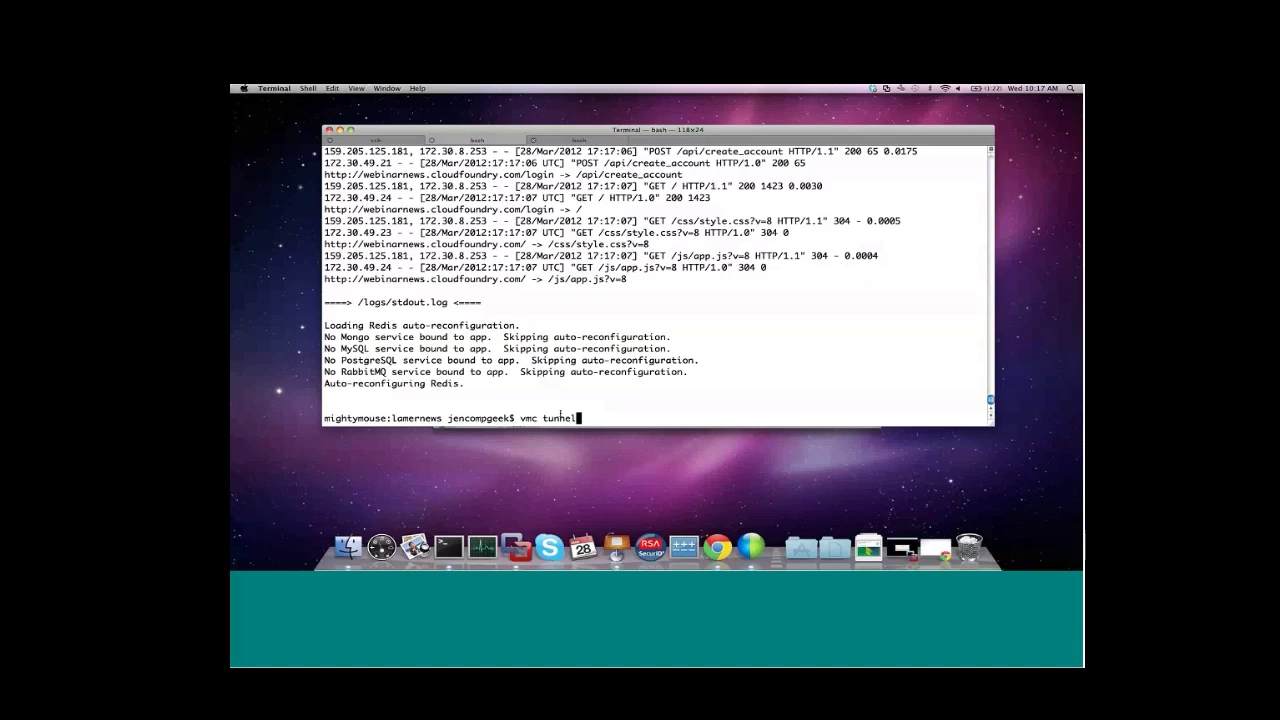 Terminal Shell Edit View Window Help (1:22) Wed 10:17 AM
Terminal — bash — 118×24
bash bash
159.205.125.181, 172.30.8.253 - - [28/Mar/2012 17:17:06] "POST /api/create_account HTTP/1.1" 200 65 0.0175
172.30.49.21 - - [28/Mar/2012:17:17:06 UTC] "POST /api/create_account HTTP/1.0" 200 65
http://webinarnews.cloudfoundry.com/login -> /api/create_account
159.205.125.181, 172.30.8.253 - - [28/Mar/2012 17:17:07] "GET / HTTP/1.1" 200 1423 0.0030
172.30.49.24 - - [28/Mar/2012:17:17:07 UTC] "GET / HTTP/1.0" 200 1423
http://webinarnews.cloudfoundry.com/login -> /
159.205.125.181, 172.30.8.253 - - [28/Mar/2012 17:17:07] "GET /css/style.css?v=8 HTTP/1.1" 304 - 0.0005
172.30.49.23 - - [28/Mar/2012:17:17:07 UTC] "GET /css/style.css?v=8 HTTP/1.0" 304 0
http://webinarnews.cloudfoundry.com/ -> /css/style.css?v=8
159.205.125.181, 172.30.8.253 - - [28/Mar/2012 17:17:07] "GET /js/app.js?v=8 HTTP/1.1" 304 - 0.0004
172.30.49.24 - - [28/Mar/2012:17:17:07 UTC] "GET /js/app.js?v=8 HTTP/1.0" 304 0
http://webinarnews.cloudfoundry.com/ -> /js/app.js?v=8
====> /logs/stdout.log <====
Loading Redis auto-reconfiguration.
No Mongo service bound to app. Skipping auto-reconfiguration.
No MySQL service bound to app. Skipping auto-reconfiguration.
No PostgreSQL service bound to app. Skipping auto-reconfiguration.
No RabbitMQ service bound to app. Skipping auto-reconfiguration.
Auto-reconfiguring Redis.
mightymouse:lamernews jencompgeek$ vmc tunnel
28
RSA
SecurID